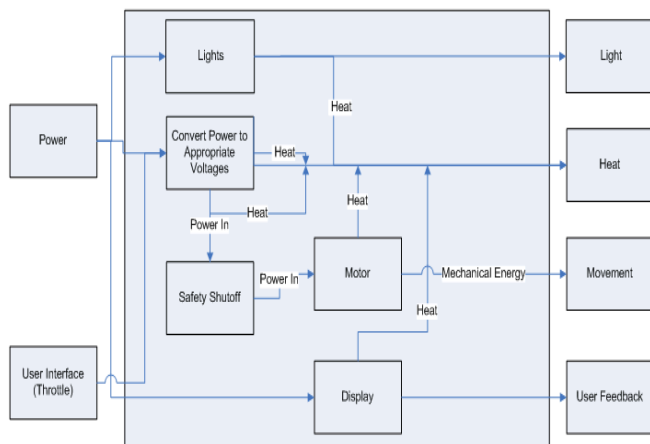 Lights
Light
Heat
Power
Convert Power to
Appropriate
Voltages
Heat
Heat
Heat
Heat
Power In
Safety Shutoff
Power In
Motor
Mechanical Energy
Movement
Heat
User Interface
(Throttle)
Display
User Feedback